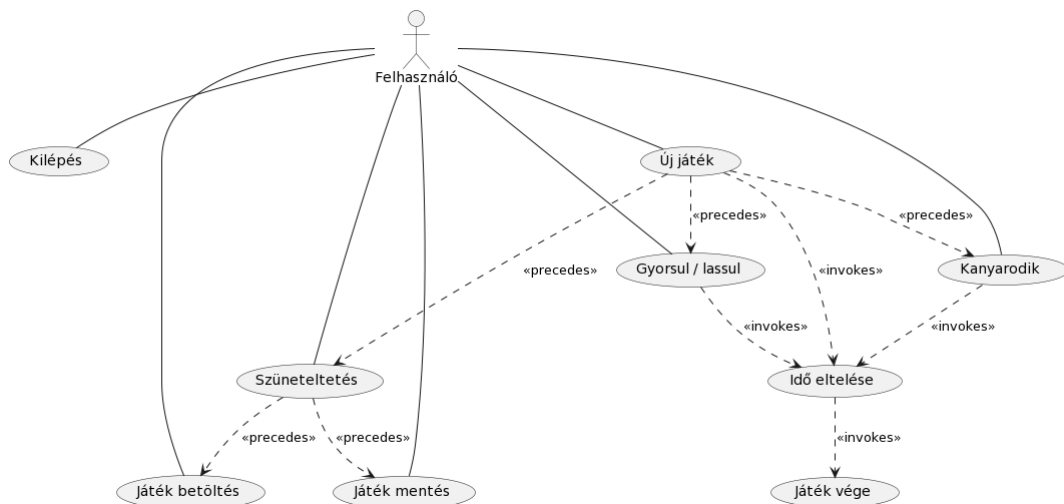 Felhasználó
Kilépés
Új játék
«precedes»
«precedes»
Gyorsul / lassul
«precedes»
«invokes»
Kanyarodik
«invokes»
«invokes»
Szüneteltetés
Idő eltelése
«precedes»
«precedes»
«invokes»
Játék betöltés
Játék mentés
Játék vége